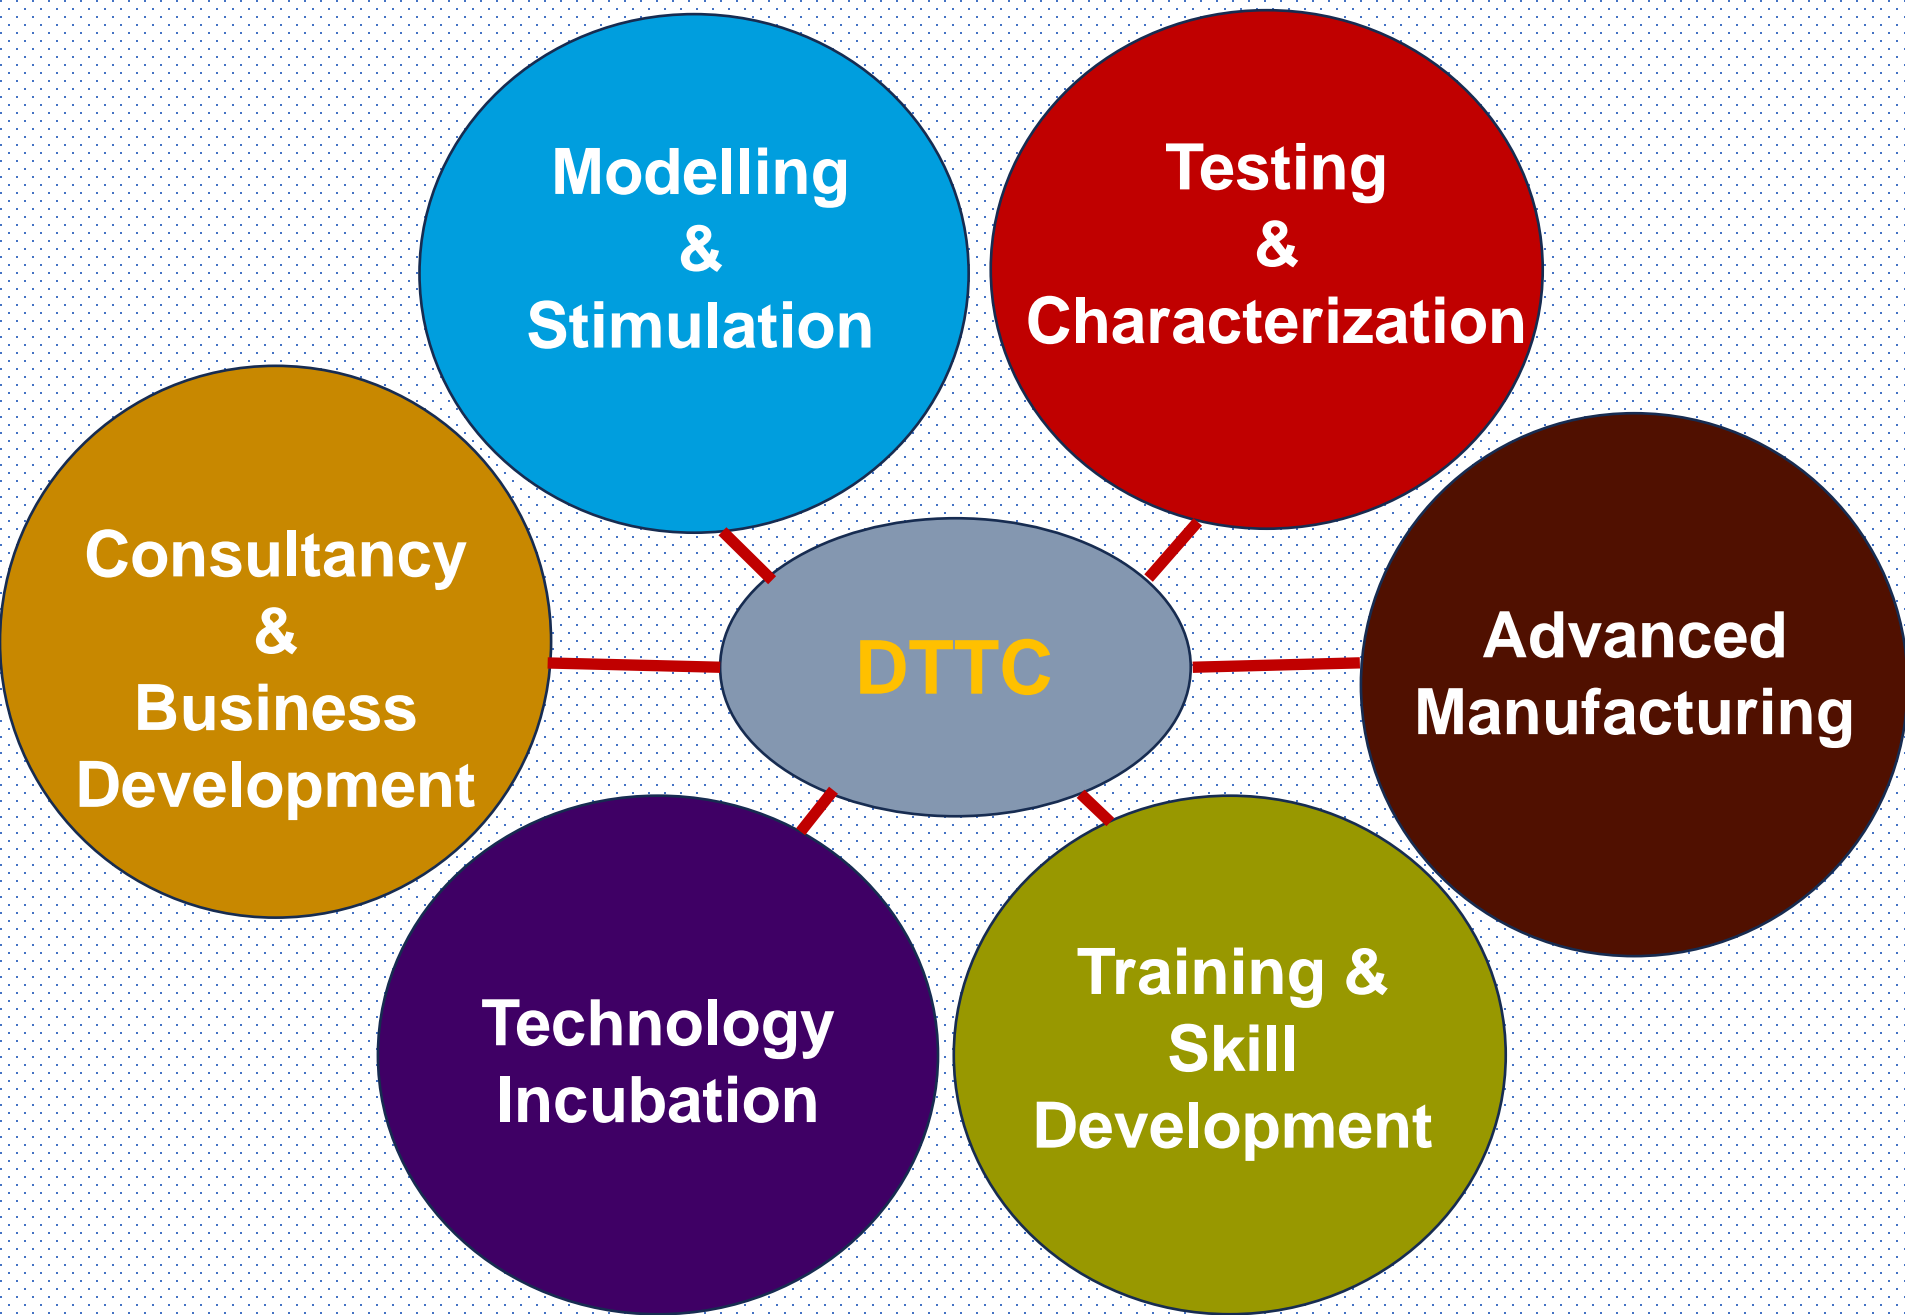 Modelling
&
Stimulation
Testing
&
Characterization
Consultancy
&
Business
Development
DTTC
Advanced
Manufacturing
Technology
Incubation
Training &
Skill
Development